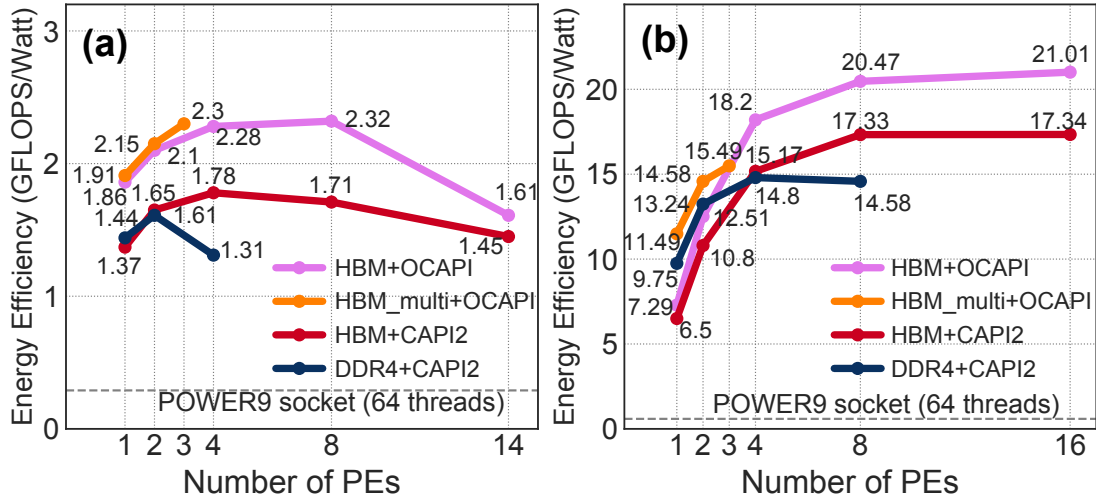 (a)
Energy Efficiency (GFLOPS/Watt)
3
2
1
0
1.91
2.15
2.3
1.86
2.1
2.28
2.32
1.61
1.44
1.65
1.61
1.78
1.71
1.45
1.37
1.31
HBM+OCAPI
HBM_multi+OCAPI
HBM+CAPI2
DDR4+CAPI2
POWER9 socket (64 threads)
1 2 3 4 8 14
Number of PEs
(b)
Energy Efficiency (GFLOPS/Watt)
20
15
10
5
0
21.01
20.47
18.2
17.33
17.34
15.49
15.17
14.58
13.24
14.8
14.58
12.51
11.49
10.8
9.75
7.29
6.5
HBM+OCAPI
HBM_multi+OCAPI
HBM+CAPI2
DDR4+CAPI2
POWER9 socket (64 threads)
1 2 3 4 8 16
Number of PEs